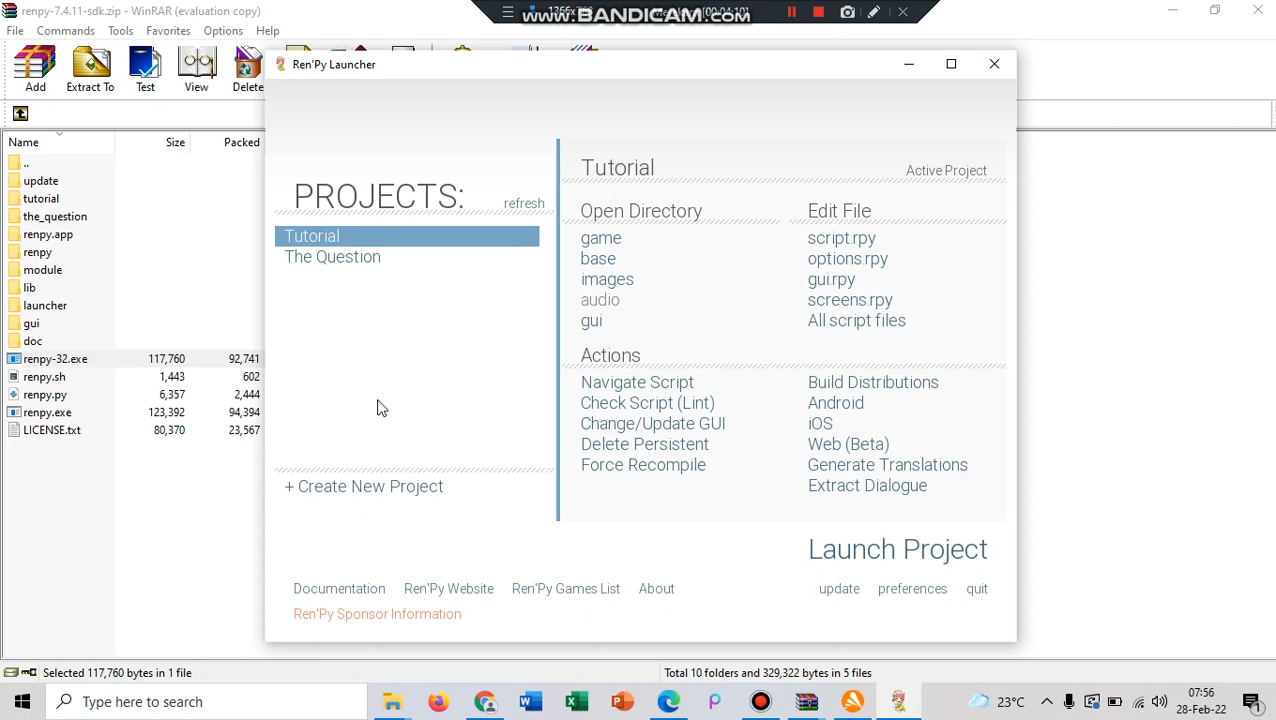 renpy-7.4.11-sdk.zip - WinRAR (evaluation copy)
1366x768
www.BANDICAM.com
File Commands Tools Favorites Options Help
Add Extract To Test View Delete
Name Size Packed
..
update
tutorial
the_question
renpy.app
renpy
module
lib
launcher
gui
doc
renpy-32.exe 117,760 92,741
renpy.sh 1,443 602
renpy.py 6,357 2,444
renpy.exe 123,392 94,394
LICENSE.txt 80,370 23,567
Ren'Py Launcher
PROJECTS: refresh
Tutorial
The Question
+ Create New Project
Tutorial Active Project
Open Directory Edit File
game script.rpy
base options.rpy
images gui.rpy
audio screens.rpy
gui All script files
Actions
Navigate Script Build Distributions
Check Script (Lint) Android
Change/Update GUI iOS
Delete Persistent Web (Beta)
Force Recompile Generate Translations
Extract Dialogue
Launch Project
Documentation Ren'Py Website Ren'Py Games List About update preferences quit
Ren'Py Sponsor Information
Selected 117,760 bytes in 1 file Total 10 folders and 329,322 bytes in 5 files
Type here to search
23°C
07:56
28-Feb-22